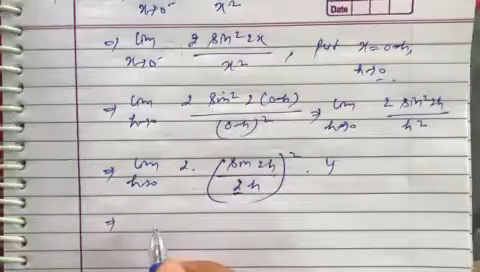 x→0⁻ x²
Date
⇒ lim x→0⁻ 2 sin² 2x / x² , put x = 0-h, h→0
⇒ lim h→0 2 sin² 2(0-h) / (0-h)² ⇒ lim h→0 2 sin² 2h / h²
⇒ lim h→0 2 · (sin 2h / 2h)² · 4
⇒